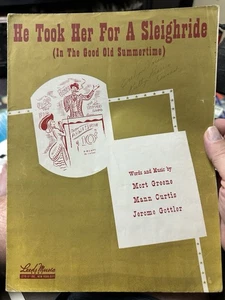 He Took Her For A Sleighride
(In The Good Old Summertime)
Words and Music by
Mort Greene
Mann Curtis
Jerome Gottler
Leeds Music